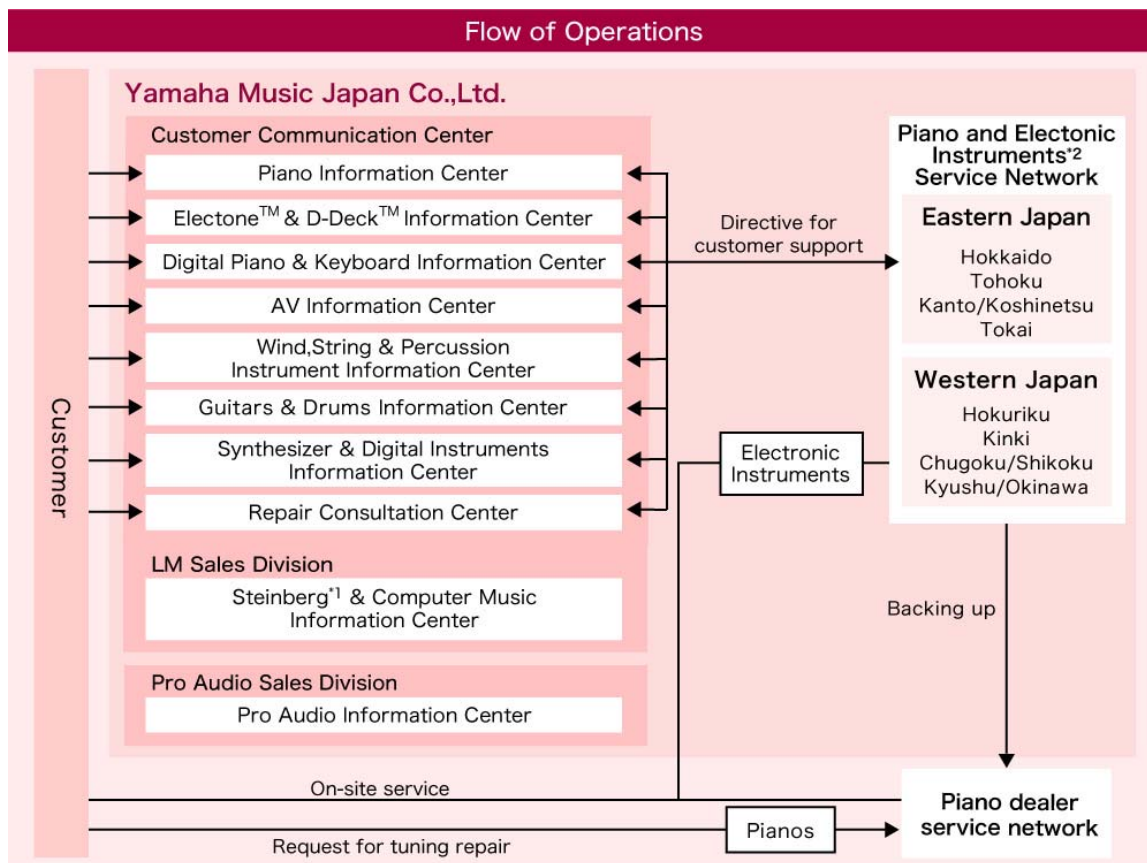 Flow of Operations
Customer
Yamaha Music Japan Co.,Ltd.
Customer Communication Center
Piano Information Center
Electone™ & D-Deck™ Information Center
Digital Piano & Keyboard Information Center
AV Information Center
Wind,String & Percussion
Instrument Information Center
Guitars & Drums Information Center
Synthesizer & Digital Instruments
Information Center
Repair Consultation Center
LM Sales Division
Steinberg*1 & Computer Music
Information Center
Pro Audio Sales Division
Pro Audio Information Center
Directive for
customer support
Piano and Electonic
Instruments*2
Service Network
Eastern Japan
Hokkaido
Tohoku
Kanto/Koshinetsu
Tokai
Western Japan
Hokuriku
Kinki
Chugoku/Shikoku
Kyushu/Okinawa
Electronic
Instruments
Backing up
On-site service
Piano dealer
service network
Pianos
Request for tuning repair